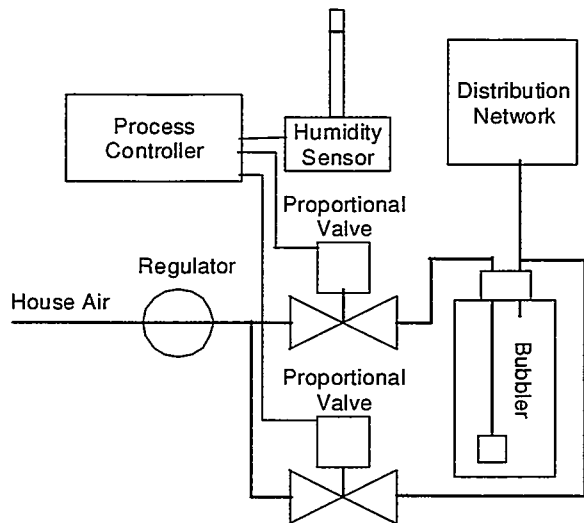 Process
Controller
Humidity
Sensor
Distribution
Network
Proportional
Valve
Regulator
House Air
Proportional
Valve
Bubbler